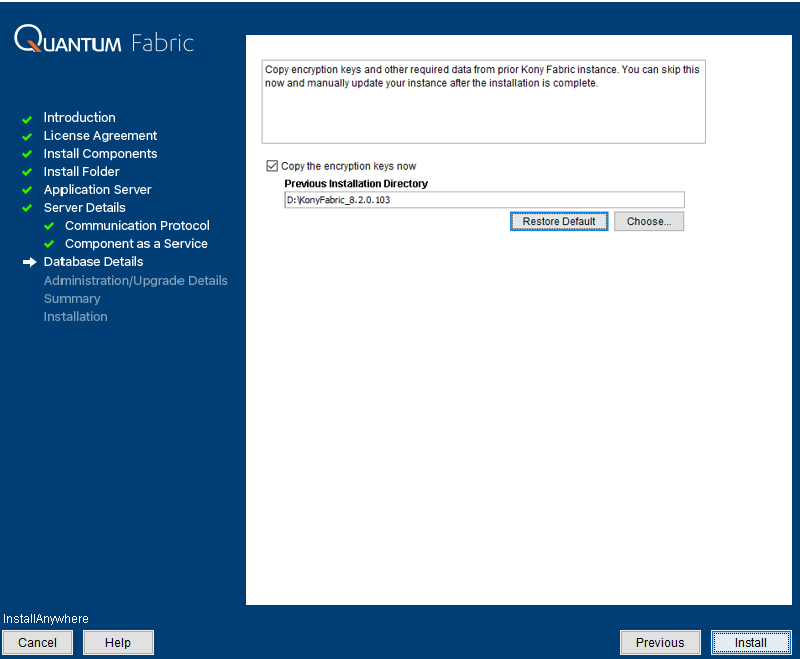 QUANTUM Fabric
Introduction
License Agreement
Install Components
Install Folder
Application Server
Server Details
Communication Protocol
Component as a Service
Database Details
Administration/Upgrade Details
Summary
Installation
Copy encryption keys and other required data from prior Kony Fabric instance. You can skip this
now and manually update your instance after the installation is complete.
Copy the encryption keys now
Previous Installation Directory
D:\KonyFabric_8.2.0.103
Restore Default Choose...
InstallAnywhere
Cancel Help Previous Install